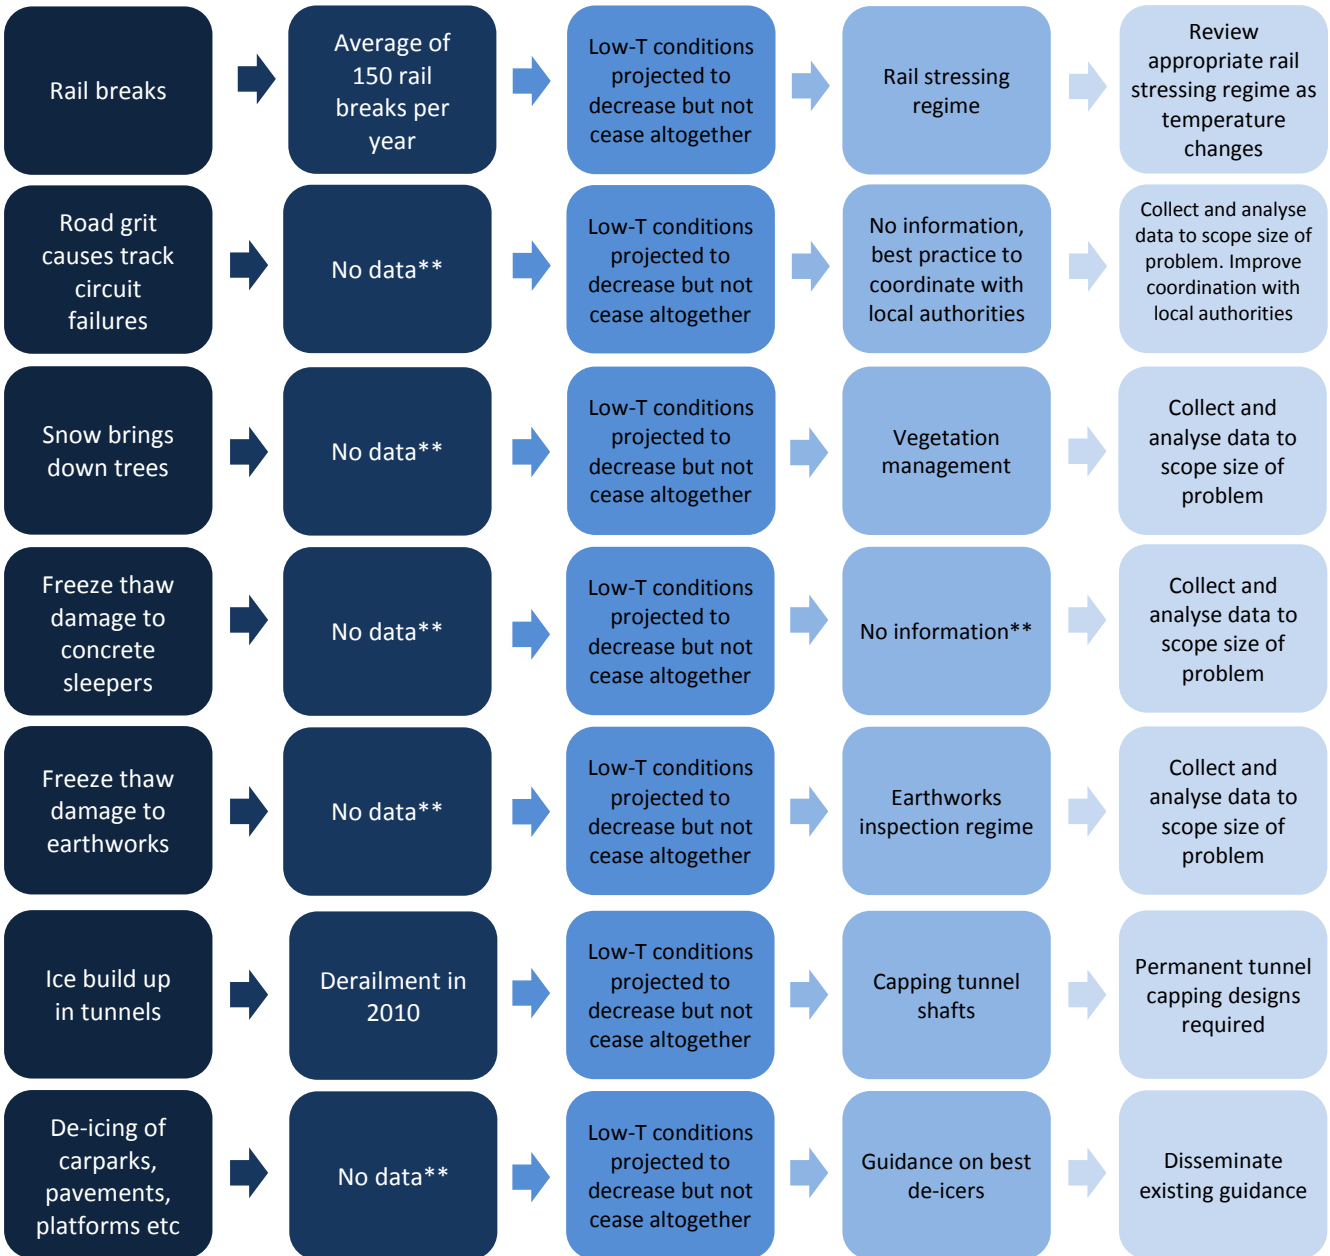 Rail breaks
Average of
150 rail
breaks per
year
Low-T conditions
projected to
decrease but not
cease altogether
Rail stressing
regime
Review
appropriate rail
stressing regime as
temperature
changes
Road grit
causes track
circuit
failures
No data**
Low-T conditions
projected to
decrease but not
cease altogether
No information,
best practice to
coordinate with
local authorities
Collect and analyse
data to scope size of
problem. Improve
coordination with
local authorities
Snow brings
down trees
No data**
Low-T conditions
projected to
decrease but not
cease altogether
Vegetation
management
Collect and
analyse data to
scope size of
problem
Freeze thaw
damage to
concrete
sleepers
No data**
Low-T conditions
projected to
decrease but not
cease altogether
No information**
Collect and
analyse data to
scope size of
problem
Freeze thaw
damage to
earthworks
No data**
Low-T conditions
projected to
decrease but not
cease altogether
Earthworks
inspection regime
Collect and
analyse data to
scope size of
problem
Ice build up
in tunnels
Derailment in
2010
Low-T conditions
projected to
decrease but not
cease altogether
Capping tunnel
shafts
Permanent tunnel
capping designs
required
De-icing of
carparks,
pavements,
platforms etc
No data**
Low-T conditions
projected to
decrease but not
cease altogether
Guidance on best
de-icers
Disseminate
existing guidance